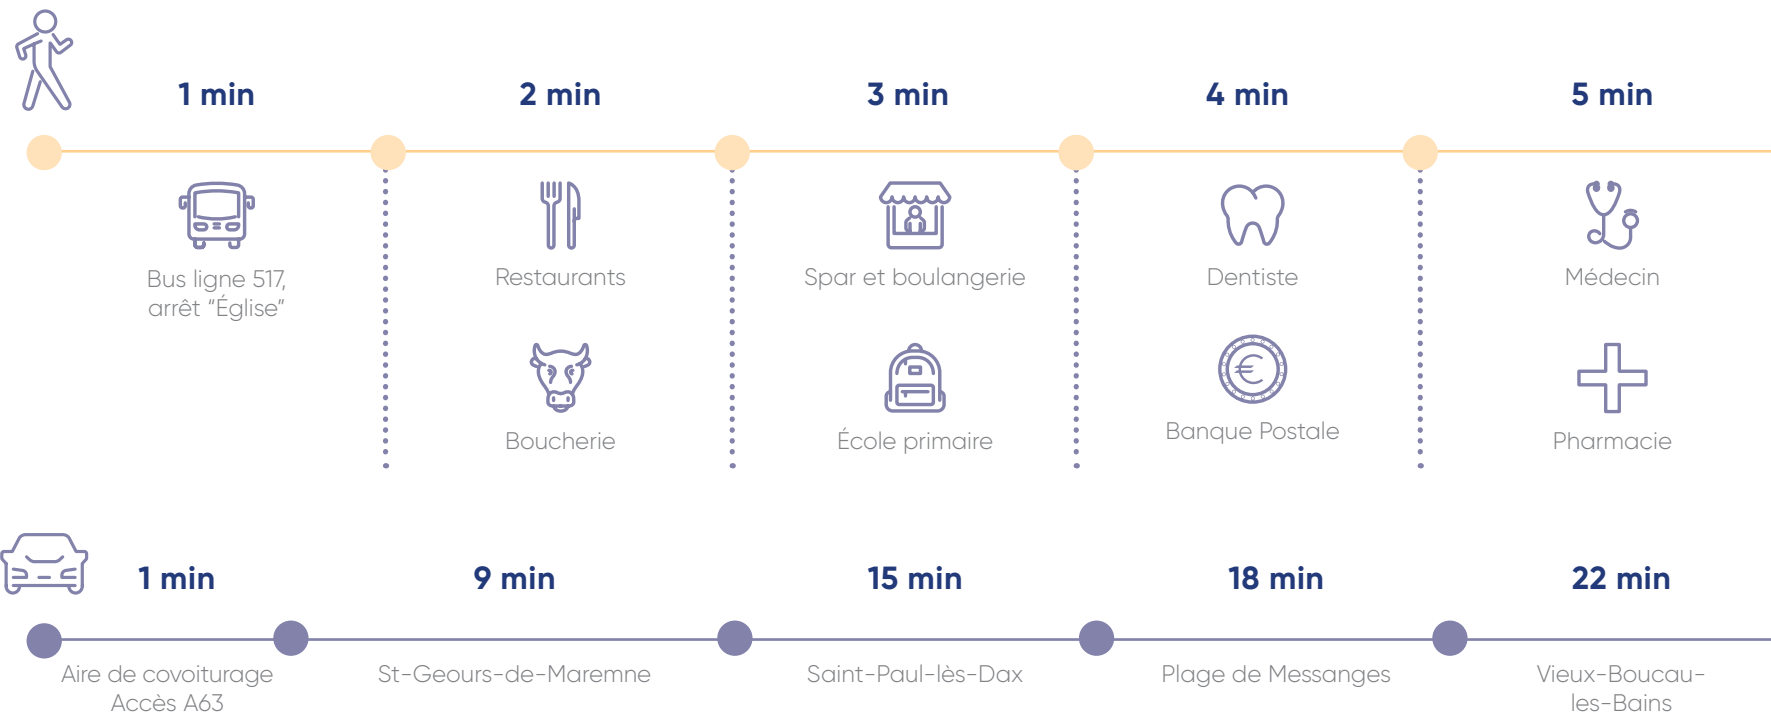 1 min
2 min
3 min
4 min
5 min
Bus ligne 517,
arrêt “Église”
Restaurants
Spar et boulangerie
Dentiste
Médecin
Boucherie
École primaire
Banque Postale
Pharmacie
1 min
9 min
15 min
18 min
22 min
Aire de covoiturage
Accès A63
St-Geours-de-Maremne
Saint-Paul-lès-Dax
Plage de Messanges
Vieux-Boucau-
les-Bains